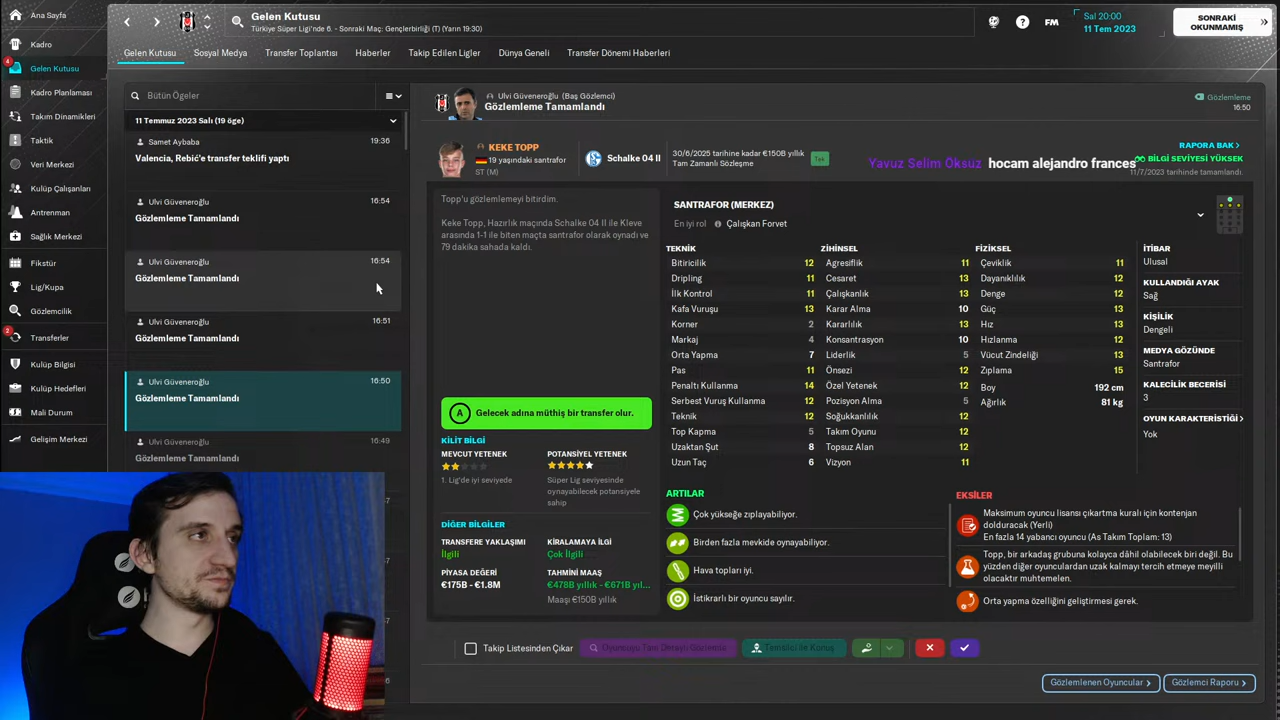 Ana Sayfa
Kadro
4
Gelen Kutusu
Kadro Planlaması
Takım Dinamikleri
Taktik
Veri Merkezi
Kulüp Çalışanları
Antrenman
Sağlık Merkezi
Fikstür
Lig/Kupa
Gözlemcilik
2
Transferler
Kulüp Bilgisi
Kulüp Hedefleri
Mali Durum
Gelişim Merkezi
Gelen Kutusu
Türkiye Süper Ligi'nde 6. - Sonraki Maç: Gençlerbirliği (T) (Yarın 19:30)
FM
Sal 20:00
11 Tem 2023
SONRAKİ
OKUNMAMIŞ
Gelen Kutusu
Sosyal Medya
Transfer Toplantısı
Haberler
Takip Edilen Ligler
Dünya Geneli
Transfer Dönemi Haberleri
Bütün Ögeler
11 Temmuz 2023 Salı (19 öge)
Samet Aybaba 19:36
Valencia, Rebić'e transfer teklifi yaptı
Ulvi Güveneroğlu 16:54
Gözlemleme Tamamlandı
Ulvi Güveneroğlu 16:54
Gözlemleme Tamamlandı
Ulvi Güveneroğlu 16:51
Gözlemleme Tamamlandı
Ulvi Güveneroğlu 16:50
Gözlemleme Tamamlandı
Ulvi Güveneroğlu 16:49
Gözlemleme Tamamlandı
Ulvi Güveneroğlu (Baş Gözlemci)
Gözlemleme Tamamlandı
Gözlemleme
16:50
KEKE TOPP
19 yaşındaki santrafor
ST (M)
Schalke 04 II
30/6/2025 tarihine kadar €150B yıllık
Tam Zamanlı Sözleşme
Tek
Yavuz Selim Öksuz hocam alejandro frances
RAPORA BAK
BİLGİ SEVİYESİ YÜKSEK
11/7/2023 tarihinde tamamlandı.
Topp'u gözlemlemeyi bitirdim.
Keke Topp, Hazırlık maçında Schalke 04 II ile Kleve
arasında 1-1 ile biten maçta santrafor olarak oynadı ve
79 dakika sahada kaldı.
A Gelecek adına müthiş bir transfer olur.
KİLİT BİLGİ
MEVCUT YETENEK
1. Lig'de iyi seviyede
POTANSİYEL YETENEK
Süper Lig seviyesinde
oynayabilecek potansiyele
sahip
DİĞER BİLGİLER
TRANSFERE YAKLAŞIMI
İlgili
KİRALAMAYA İLGİ
Çok İlgili
PİYASA DEĞERİ
€175B - €1.8M
TAHMİNİ MAAŞ
€478B yıllık - €671B yıl...
Maaşı €150B yıllık
SANTRAFOR (MERKEZ)
En iyi rol Çalışkan Forvet
TEKNİK
Bitiricilik 12
Dripling 11
İlk Kontrol 11
Kafa Vuruşu 13
Korner 2
Markaj 4
Orta Yapma 7
Pas 11
Penaltı Kullanma 14
Serbest Vuruş Kullanma 12
Teknik 12
Top Kapma 5
Uzaktan Şut 8
Uzun Taç 6
ZİHİNSEL
Agresiflik 11
Cesaret 13
Çalışkanlık 13
Karar Alma 10
Kararlılık 13
Konsantrasyon 10
Liderlik 5
Önsezi 12
Özel Yetenek 12
Pozisyon Alma 5
Soğukkanlılık 12
Takım Oyunu 12
Topsuz Alan 12
Vizyon 11
FİZİKSEL
Çeviklik 11
Dayanıklılık 12
Denge 12
Güç 13
Hız 13
Hızlanma 12
Vücut Zindeliği 13
Zıplama 15
Boy 192 cm
Ağırlık 81 kg
İTİBAR
Ulusal
KULLANDIĞI AYAK
Sağ
KİŞİLİK
Dengeli
MEDYA GÖZÜNDE
Santrafor
KALECİLİK BECERİSİ
3
OYUN KARAKTERİSTİĞİ
Yok
ARTILAR
Çok yükseğe zıplayabiliyor.
Birden fazla mevkide oynayabiliyor.
Hava topları iyi.
İstikrarlı bir oyuncu sayılır.
EKSİLER
Maksimum oyuncu lisansı çıkartma kuralı için kontenjan
dolduracak (Yerli)
En fazla 14 yabancı oyuncu (As Takım Toplam: 13)
Topp, bir arkadaş grubuna kolayca dâhil olabilecek biri değil. Bu
yüzden diğer oyunculardan uzak kalmayı tercih etmeye meyilli
olacaktır muhtemelen.
Orta yapma özelliğini geliştirmesi gerek.
Takip Listesinden Çıkar
Oyuncuyu Tam Detaylı Gözlemle
Temsilci ile Konuş
Gözlemlenen Oyuncular
Gözlemci Raporu